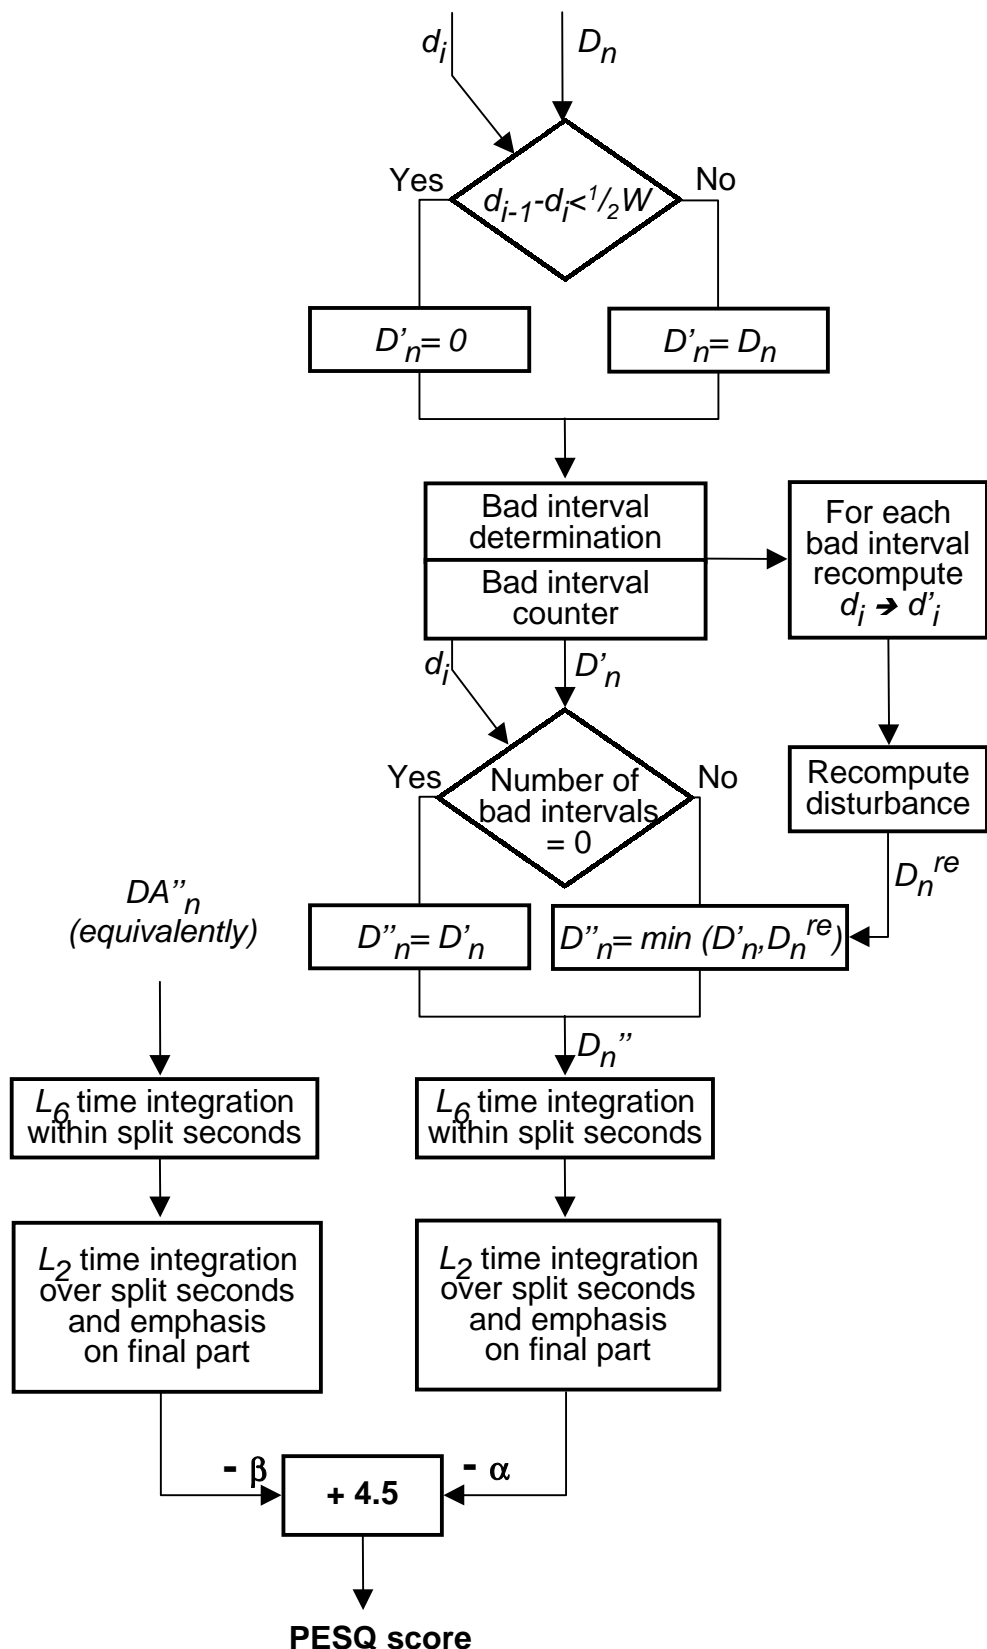 d_i
D_n
Yes
No
d_{i-1}-d_i<^1/_2W
D’_n= 0
D’_n= D_n
Bad interval
determination
Bad interval
counter
For each
bad interval
recompute
d_i ➔ d’_i
d_i
D’_n
Yes
No
Number of
bad intervals
= 0
Recompute
disturbance
D_n^{re}
DA’’_n
(equivalently)
D’’_n= D’_n
D’’_n= min (D’_n,D_n^{re})
D_n’’
L_6 time integration
within split seconds
L_6 time integration
within split seconds
L_2 time integration
over split seconds
and emphasis
on final part
L_2 time integration
over split seconds
and emphasis
on final part
- β
- α
+ 4.5
PESQ score